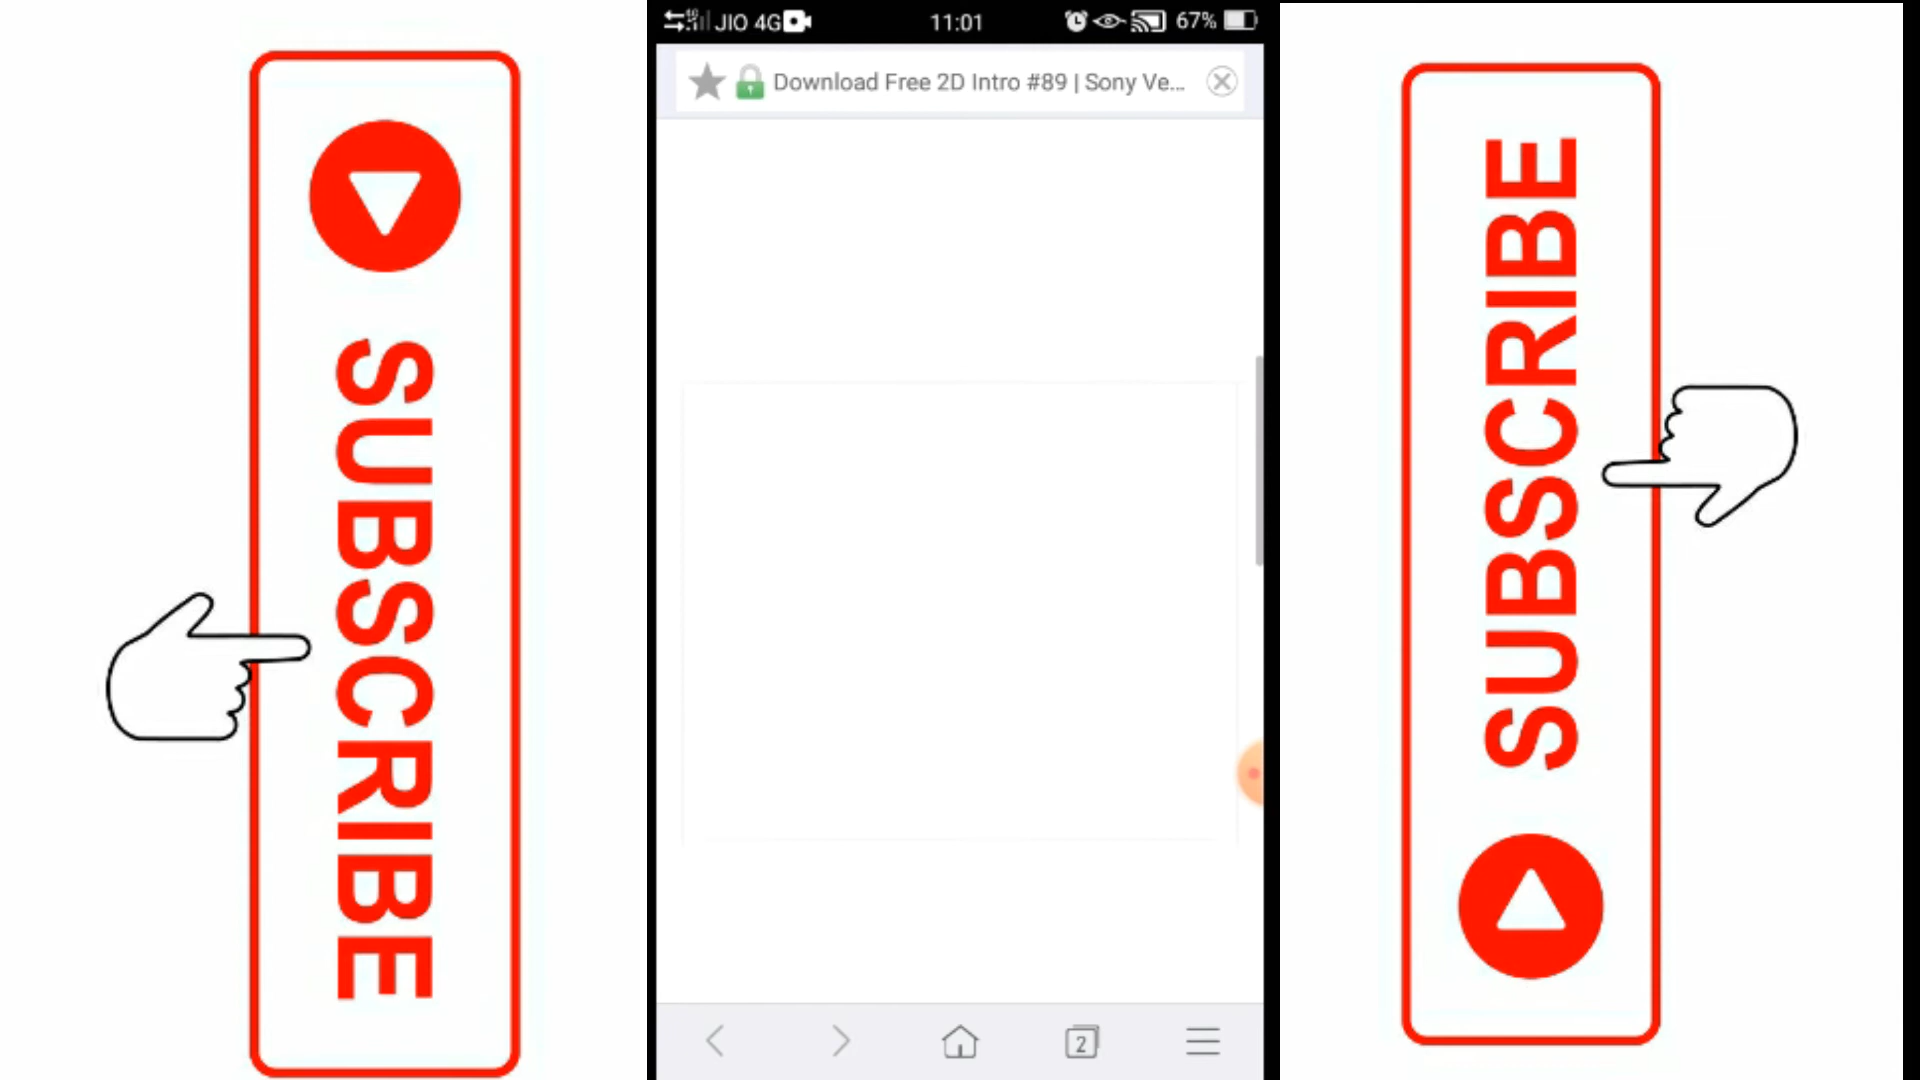 JIO 4G
11:01
67%
Download Free 2D Intro #89 | Sony Ve...
SUBSCRIBE
SUBSCRIBE
2